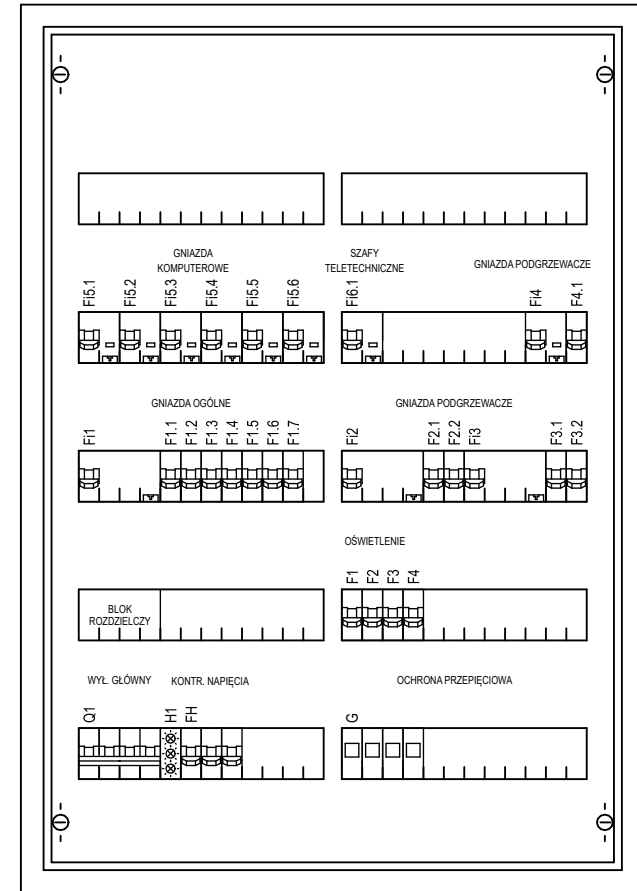 GNIAZDA
KOMPUTEROWE
SZAFY
TELETECHNICZNE
GNIAZDA PODGRZEWACZE
Fi5.1 Fi5.2 Fi5.3 Fi5.4 Fi5.5 Fi5.6 Fi6.1 Fi4 F4.1
GNIAZDA OGÓLNE
GNIAZDA PODGRZEWACZE
Fi1 F1.1 F1.2 F1.3 F1.4 F1.5 F1.6 F1.7 Fi2 F2.1 F2.2 Fi3 F3.1 F3.2
OŚWIETLENIE
F1 F2 F3 F4
BLOK
ROZDZIELCZY
WYŁ. GŁÓWNY
KONTR. NAPIĘCIA
OCHRONA PRZEPIĘCIOWA
Q1 H1 FH G